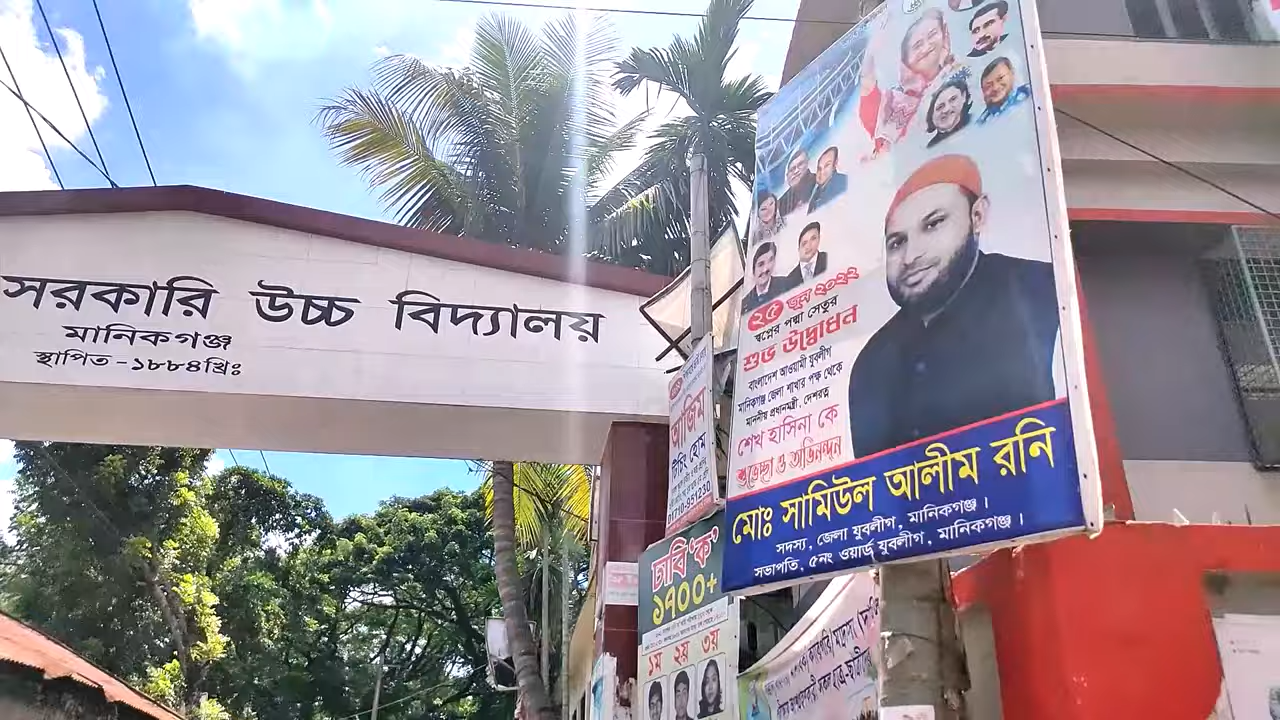 সরকারি উচ্চ বিদ্যালয়
মানিকগঞ্জ
স্থাপিত -১৮৮৪খ্রিঃ
২৫ জুন ২০২২
স্বপ্নের পদ্মা সেতুর
শুভ উদ্বোধন
বাংলাদেশ আওয়ামী যুবলীগ
মানিকগঞ্জ জেলা শাখার পক্ষ থেকে
মাননীয় প্রধানমন্ত্রী, দেশরত্ন
শেখ হাসিনা কে
শুভেচ্ছা ও অভিনন্দন
মোঃ সামিউল আলীম রনি
সদস্য, জেলা যুবলীগ, মানিকগঞ্জ।
সভাপতি, ৫নং ওয়ার্ড যুবলীগ, মানিকগঞ্জ।
হোম
ঢাবি 'ক'
১৭০০+
১ম ২য় ৩য়